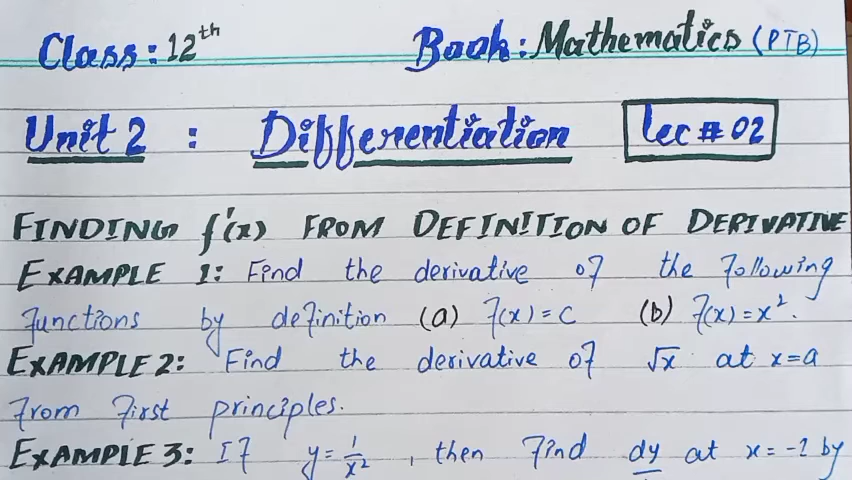 Class: 12th Book: Mathematics (PTB)
Unit 2 : Differentiation Lec # 02
FINDING f'(x) FROM DEFINITION OF DERIVATIVE
EXAMPLE 1: Find the derivative of the following
functions by definition (a) f(x) = c (b) f(x) = x².
EXAMPLE 2: Find the derivative of √x at x=a
from first principles.
EXAMPLE 3: If y = 1/x² , then find dy at x = -1 by